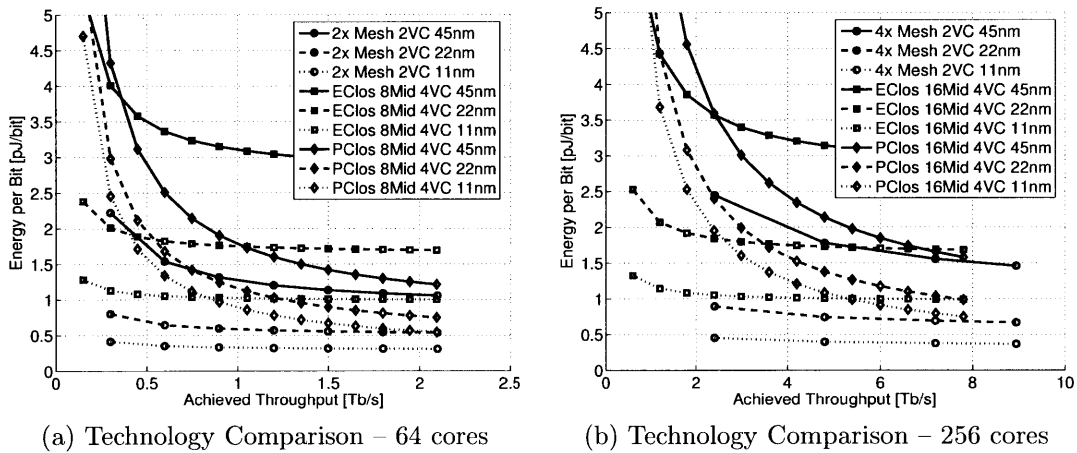 5
4.5
4
3.5
3
2.5
2
1.5
1
0.5
0
Energy per Bit [pJ/bit]
0
0.5
1
1.5
2
2.5
Achieved Throughput [Tb/s]
2x Mesh 2VC 45nm
2x Mesh 2VC 22nm
2x Mesh 2VC 11nm
EClos 8Mid 4VC 45nm
EClos 8Mid 4VC 22nm
EClos 8Mid 4VC 11nm
PClos 8Mid 4VC 45nm
PClos 8Mid 4VC 22nm
PClos 8Mid 4VC 11nm
(a) Technology Comparison – 64 cores
5
4.5
4
3.5
3
2.5
2
1.5
1
0.5
0
Energy per Bit [pJ/bit]
0
2
4
6
8
10
Achieved Throughput [Tb/s]
4x Mesh 2VC 45nm
4x Mesh 2VC 22nm
4x Mesh 2VC 11nm
EClos 16Mid 4VC 45nm
EClos 16Mid 4VC 22nm
EClos 16Mid 4VC 11nm
PClos 16Mid 4VC 45nm
PClos 16Mid 4VC 22nm
PClos 16Mid 4VC 11nm
(b) Technology Comparison – 256 cores